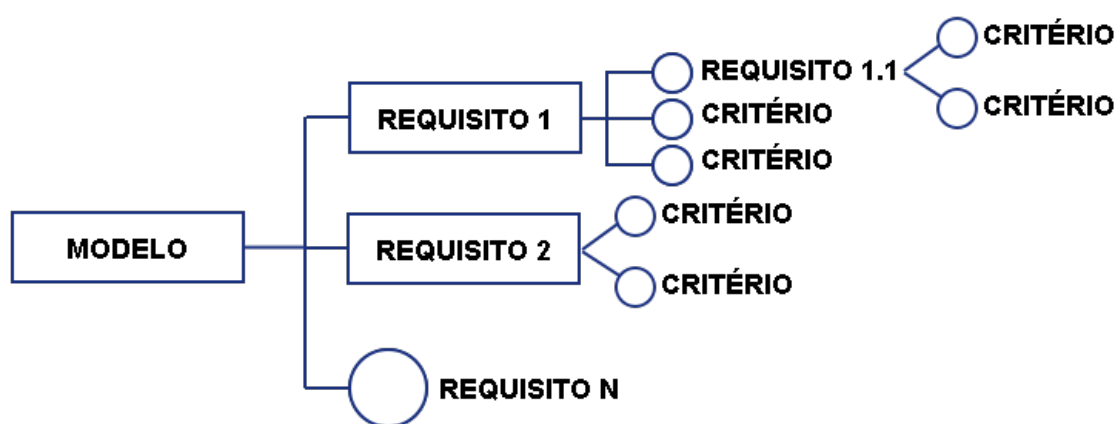 CRITÉRIO
REQUISITO 1.1
CRITÉRIO
REQUISITO 1
CRITÉRIO
CRITÉRIO
CRITÉRIO
MODELO
REQUISITO 2
CRITÉRIO
REQUISITO N